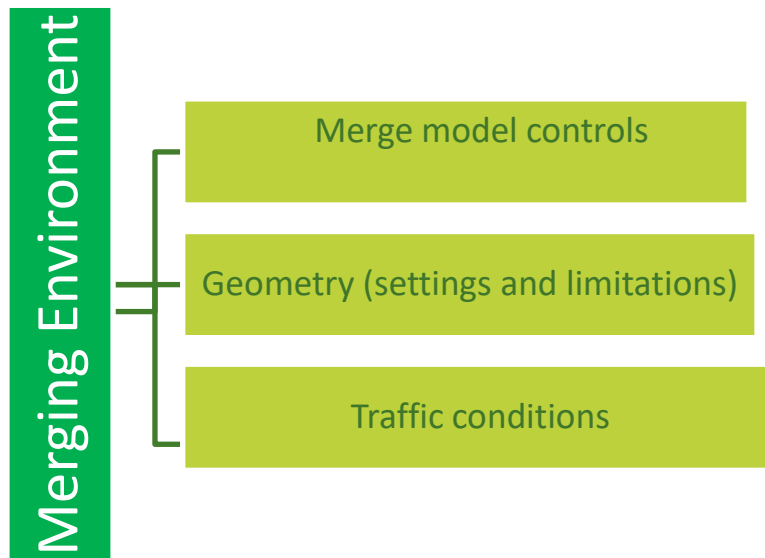 Merging Environment
Merge model controls
Geometry (settings and limitations)
Traffic conditions